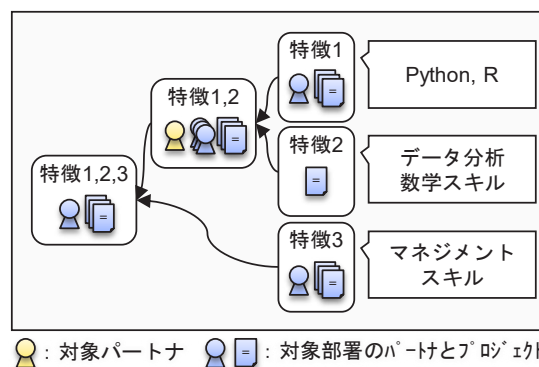 特徴1
Python, R
特徴1,2
特徴2
データ分析
数学スキル
特徴1,2,3
特徴3
マネジメント
スキル
: 対象パートナ : 対象部署のﾊﾟｰﾄﾅとﾌﾟﾛｼﾞｪｸﾄ